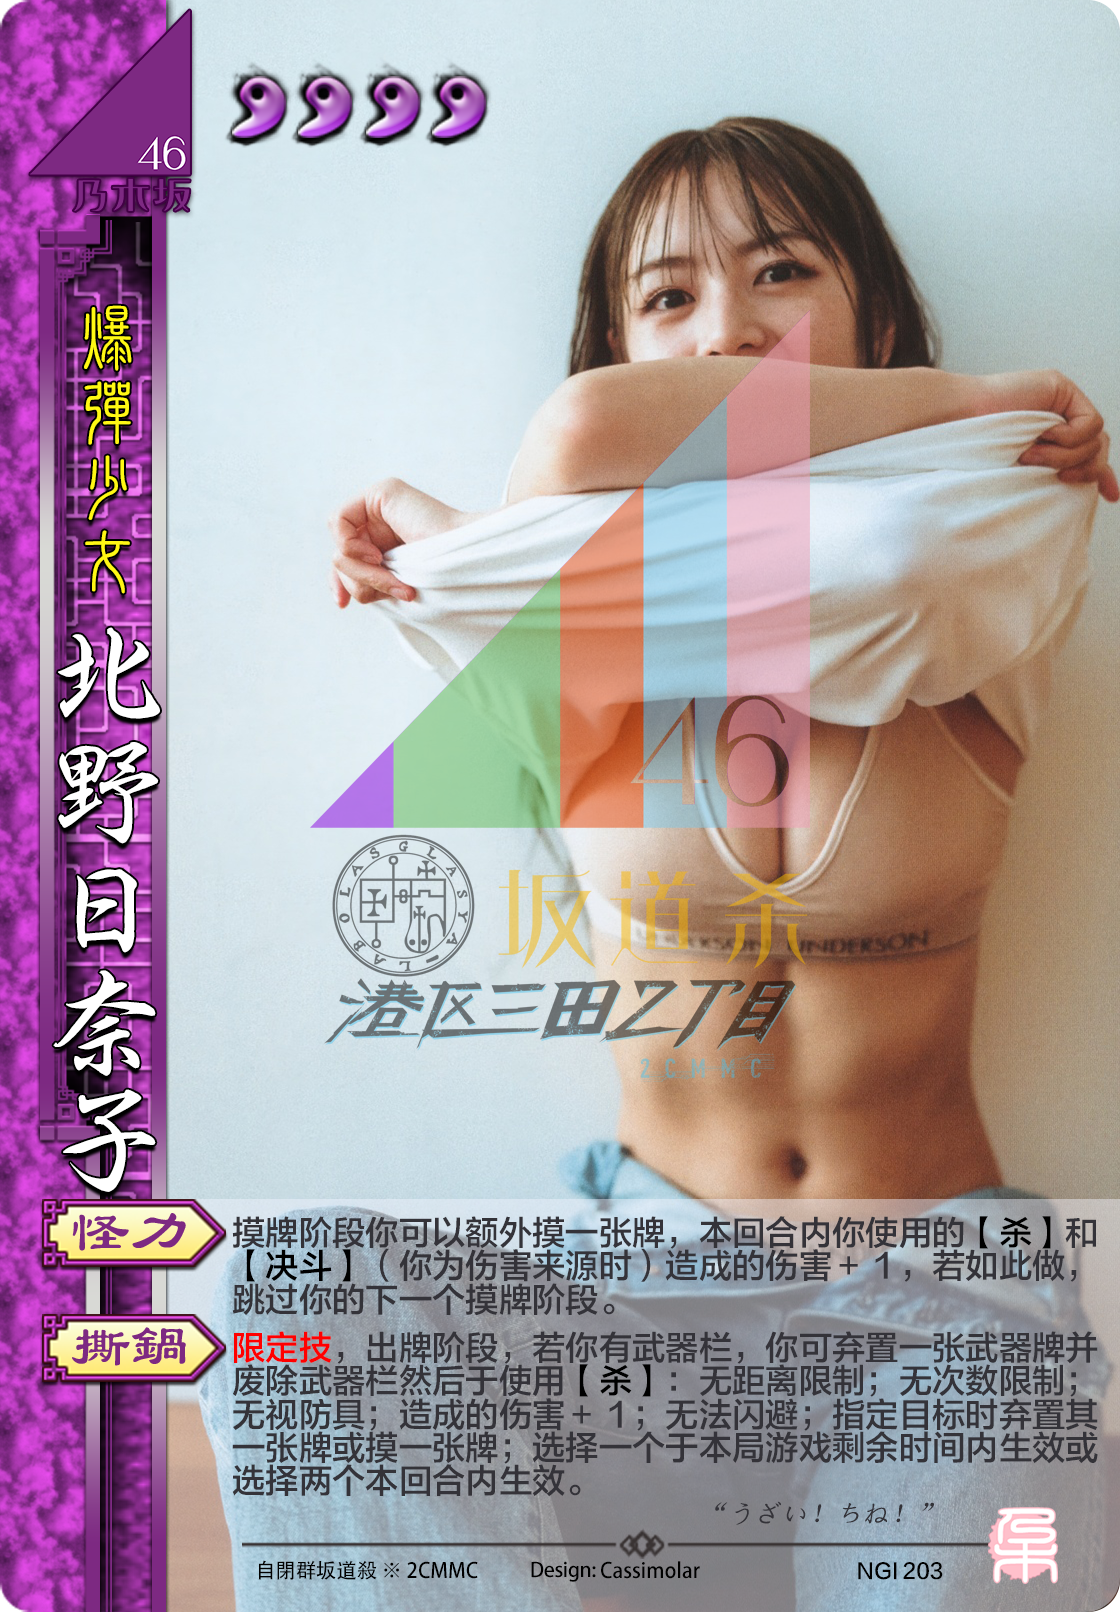 46
乃木坂
爆彈少女
北野日奈子
46
GLASYA LABOLAS
坂道杀
港区三田2丁目
2CMMC
怪力
摸牌阶段你可以额外摸一张牌，本回合内你使用的【杀】和
【决斗】（你为伤害来源时）造成的伤害＋1，若如此做，
跳过你的下一个摸牌阶段。
撕鍋
限定技，出牌阶段，若你有武器栏，你可弃置一张武器牌并
废除武器栏然后于使用【杀】：无距离限制；无次数限制；
无视防具；造成的伤害＋1；无法闪避；指定目标时弃置其
一张牌或摸一张牌；选择一个于本局游戏剩余时间内生效或
选择两个本回合内生效。
“うざい！ちね！”
自閉群坂道殺 ※ 2CMMC Design: Cassimolar NGI 203